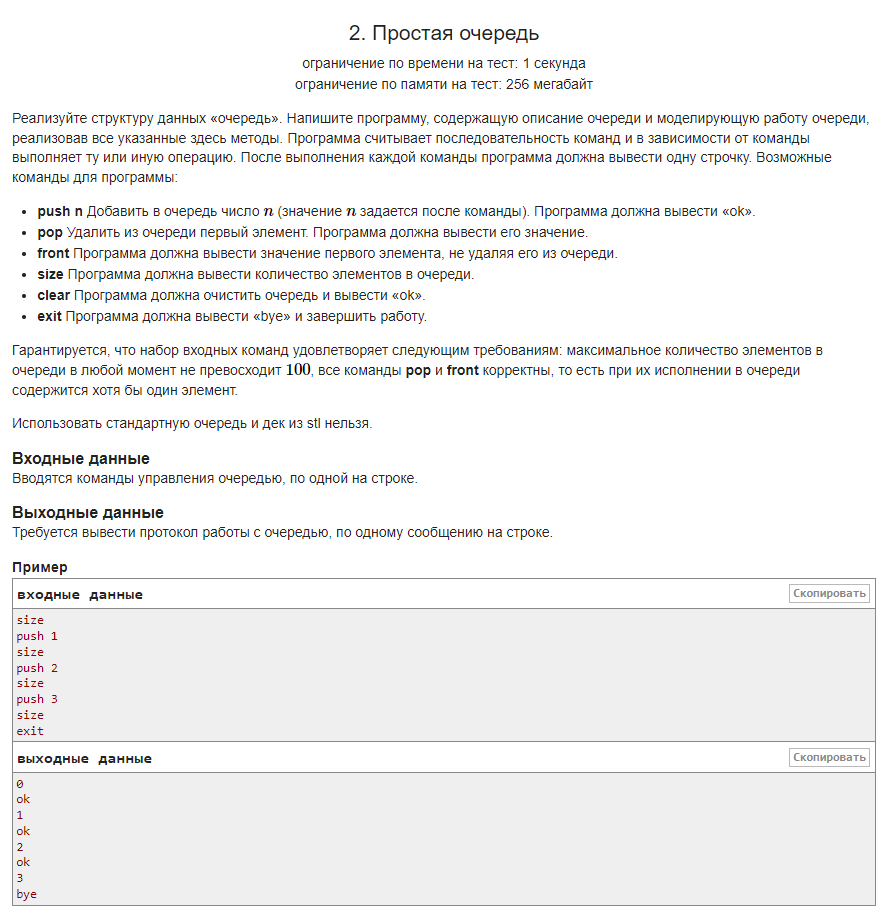 2. Простая очередь
ограничение по времени на тест: 1 секунда
ограничение по памяти на тест: 256 мегабайт
Реализуйте структуру данных «очередь». Напишите программу, содержащую описание очереди и моделирующую работу очереди,
реализовав все указанные здесь методы. Программа считывает последовательность команд и в зависимости от команды
выполняет ту или иную операцию. После выполнения каждой команды программа должна вывести одну строчку. Возможные
команды для программы:
• push n Добавить в очередь число n (значение n задается после команды). Программа должна вывести «ok».
• pop Удалить из очереди первый элемент. Программа должна вывести его значение.
• front Программа должна вывести значение первого элемента, не удаляя его из очереди.
• size Программа должна вывести количество элементов в очереди.
• clear Программа должна очистить очередь и вывести «ok».
• exit Программа должна вывести «bye» и завершить работу.
Гарантируется, что набор входных команд удовлетворяет следующим требованиям: максимальное количество элементов в
очереди в любой момент не превосходит 100, все команды pop и front корректны, то есть при их исполнении в очереди
содержится хотя бы один элемент.
Использовать стандартную очередь и дек из stl нельзя.
Входные данные
Вводятся команды управления очередью, по одной на строке.
Выходные данные
Требуется вывести протокол работы с очередью, по одному сообщению на строке.
Пример
входные данные Скопировать
size
push 1
size
push 2
size
push 3
size
exit
выходные данные Скопировать
0
ok
1
ok
2
ok
3
bye